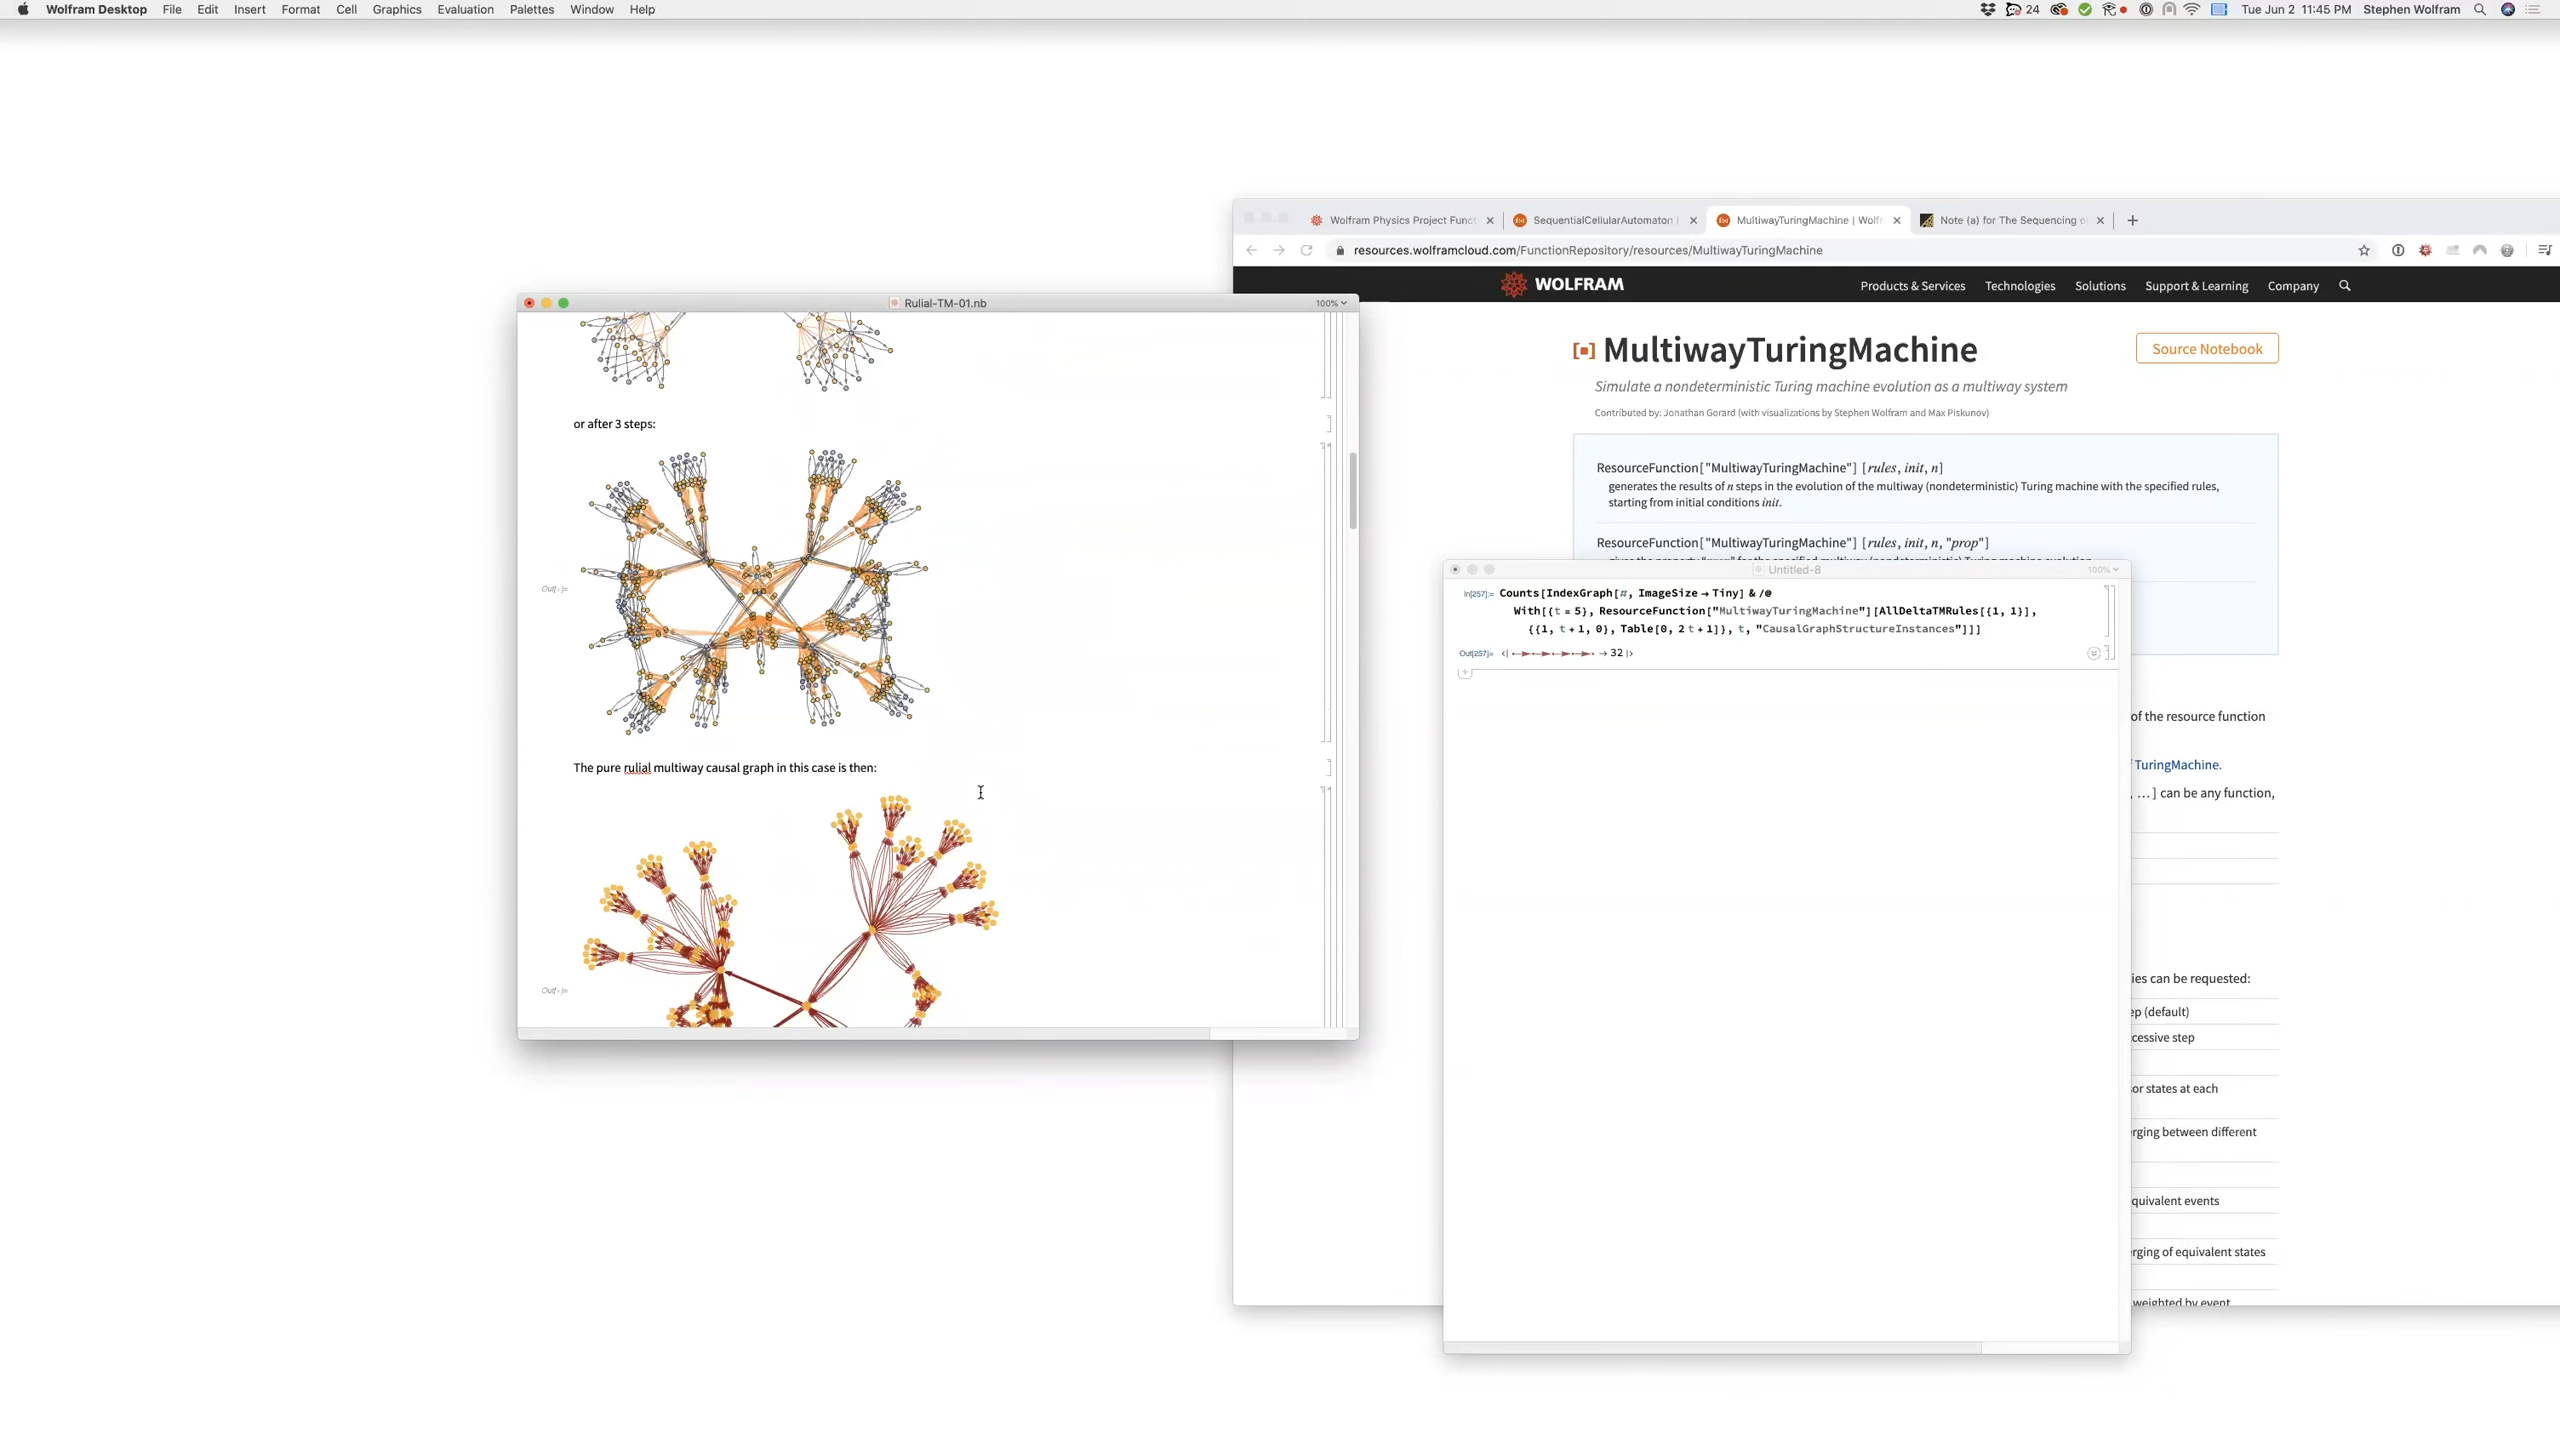 Wolfram Desktop File Edit Insert Format Cell Graphics Evaluation Palettes Window Help
24 Tue Jun 2 11:45 PM Stephen Wolfram
Wolfram Physics Project Funct
SequentialCellularAutomaton
MultiwayTuringMachine | Wolfr
Note (a) for The Sequencing o
resources.wolframcloud.com/FunctionRepository/resources/MultiwayTuringMachine
WOLFRAM
Products & Services Technologies Solutions Support & Learning Company
Rulial-TM-01.nb
100%
or after 3 steps:
Out[•]=
The pure rulial multiway causal graph in this case is then:
Out[•]=
MultiwayTuringMachine
Source Notebook
Simulate a nondeterministic Turing machine evolution as a multiway system
Contributed by: Jonathan Gorard (with visualizations by Stephen Wolfram and Max Piskunov)
ResourceFunction["MultiwayTuringMachine"] [rules, init, n]
generates the results of n steps in the evolution of the multiway (nondeterministic) Turing machine with the specified rules,
starting from initial conditions init.
ResourceFunction["MultiwayTuringMachine"] [rules, init, n, "prop"]
Untitled-8
100%
In[257]:= Counts[IndexGraph[#, ImageSize → Tiny] & /@
With[{t = 5}, ResourceFunction["MultiwayTuringMachine"][AllDeltaTMRules[{1, 1}],
{{1, t + 1, 0}, Table[0, 2 t + 1]}, t, "CausalGraphStructureInstances"]]]
Out[257]= <| → 32 |>
of the resource function
TuringMachine.
, …] can be any function,
ies can be requested:
ep (default)
cessive step
or states at each
erging between different
quivalent events
erging of equivalent states
weighted by event